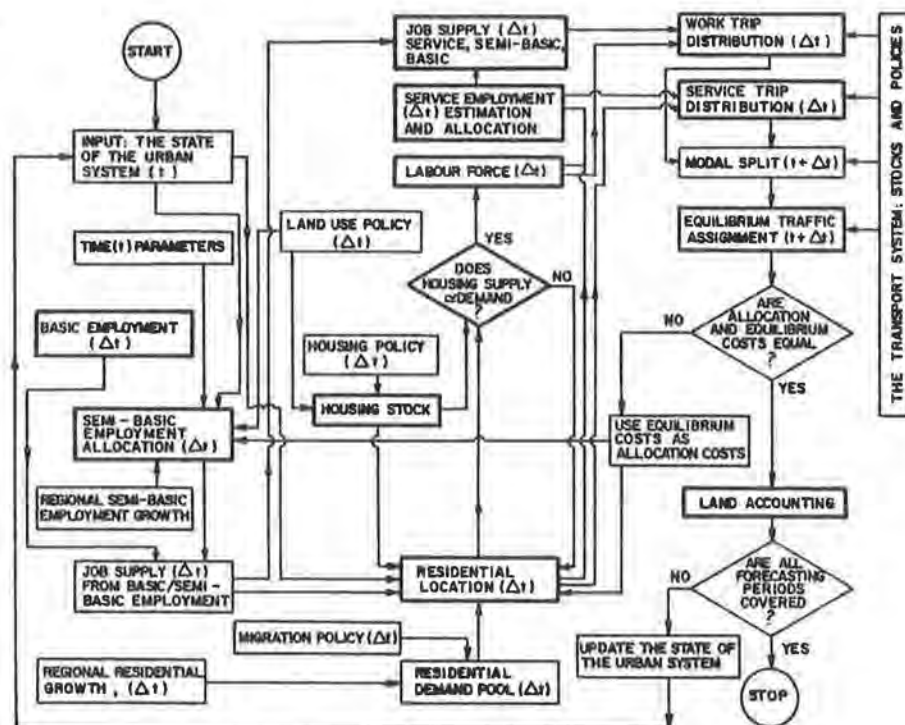 START
INPUT: THE STATE
OF THE URBAN
SYSTEM (t)
TIME(t) PARAMETERS
BASIC EMPLOYMENT
(Δt)
SEMI-BASIC
EMPLOYMENT
ALLOCATION (Δt)
REGIONAL SEMI-BASIC
EMPLOYMENT GROWTH
JOB SUPPLY (Δt)
FROM BASIC/SEMI-
BASIC EMPLOYMENT
MIGRATION POLICY (Δt)
REGIONAL RESIDENTIAL
GROWTH, (Δt)
JOB SUPPLY (Δt)
SERVICE, SEMI-BASIC,
BASIC
SERVICE EMPLOYMENT
(Δt) ESTIMATION
AND ALLOCATION
LABOUR FORCE (Δt)
LAND USE POLICY
(Δt)
YES
DOES
HOUSING SUPPLY
DEMAND
?
NO
HOUSING POLICY
(Δt)
HOUSING STOCK
RESIDENTIAL
LOCATION (Δt)
RESIDENTIAL
DEMAND POOL (Δt)
WORK TRIP
DISTRIBUTION (Δt)
SERVICE TRIP
DISTRIBUTION (Δt)
MODAL SPLIT (t + Δt)
EQUILIBRIUM TRAFFIC
ASSIGNMENT (t + Δt)
ARE
ALLOCATION
AND EQUILIBRIUM
COSTS EQUAL
?
NO
YES
USE EQUILIBRIUM
COSTS AS
ALLOCATION COSTS
LAND ACCOUNTING
ARE ALL
FORECASTING
PERIODS
COVERED
?
NO
YES
UPDATE THE STATE OF
THE URBAN SYSTEM
STOP
THE TRANSPORT SYSTEM: STOCKS AND POLICIES